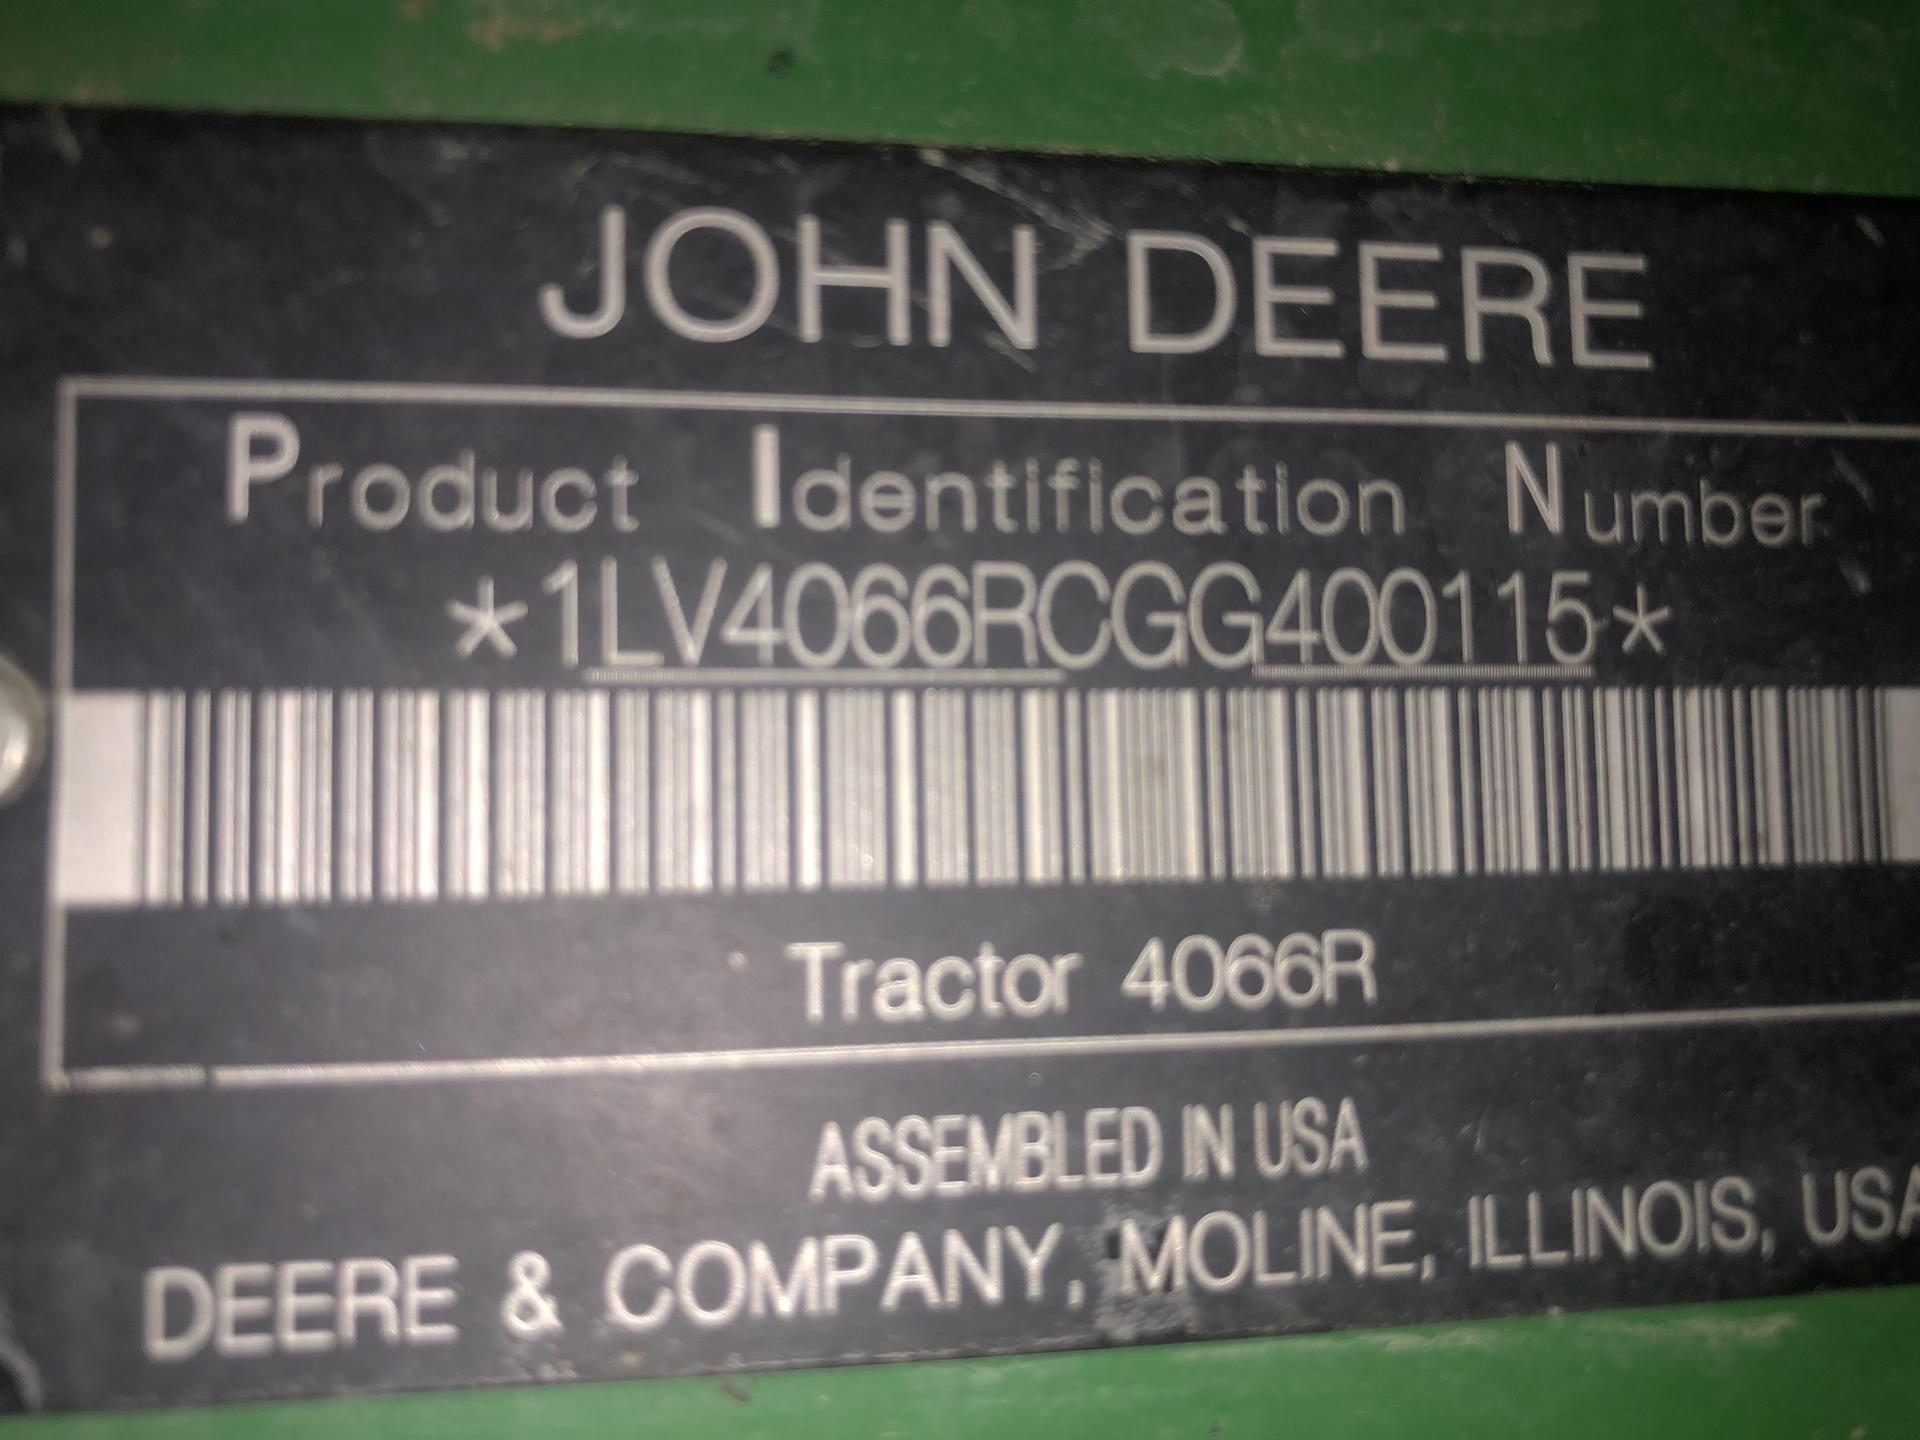 JOHN DEERE
Product Identification Number
*1LV4066RCGG400115*
Tractor 4066R
ASSEMBLED IN USA
DEERE & COMPANY, MOLINE, ILLINOIS, USA